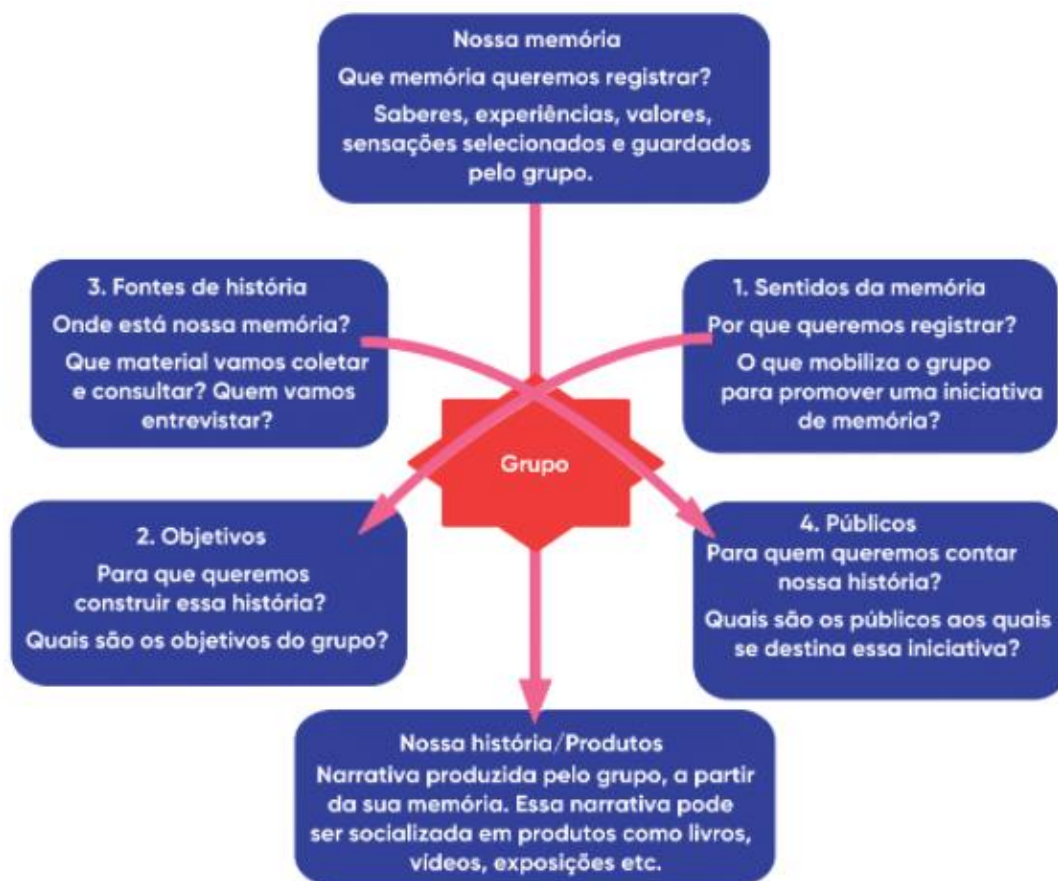 Nossa memória
Que memória queremos registrar?
Saberes, experiências, valores,
sensações selecionados e guardados
pelo grupo.
3. Fontes de história
Onde está nossa memória?
Que material vamos coletar
e consultar? Quem vamos
entrevistar?
1. Sentidos da memória
Por que queremos registrar?
O que mobiliza o grupo
para promover uma iniciativa
de memória?
Grupo
2. Objetivos
Para que queremos
construir essa história?
Quais são os objetivos do grupo?
4. Públicos
Para quem queremos contar
nossa história?
Quais são os públicos aos quais
se destina essa iniciativa?
Nossa história/Produtos
Narrativa produzida pelo grupo, a partir
da sua memória. Essa narrativa pode
ser socializada em produtos como livros,
vídeos, exposições etc.